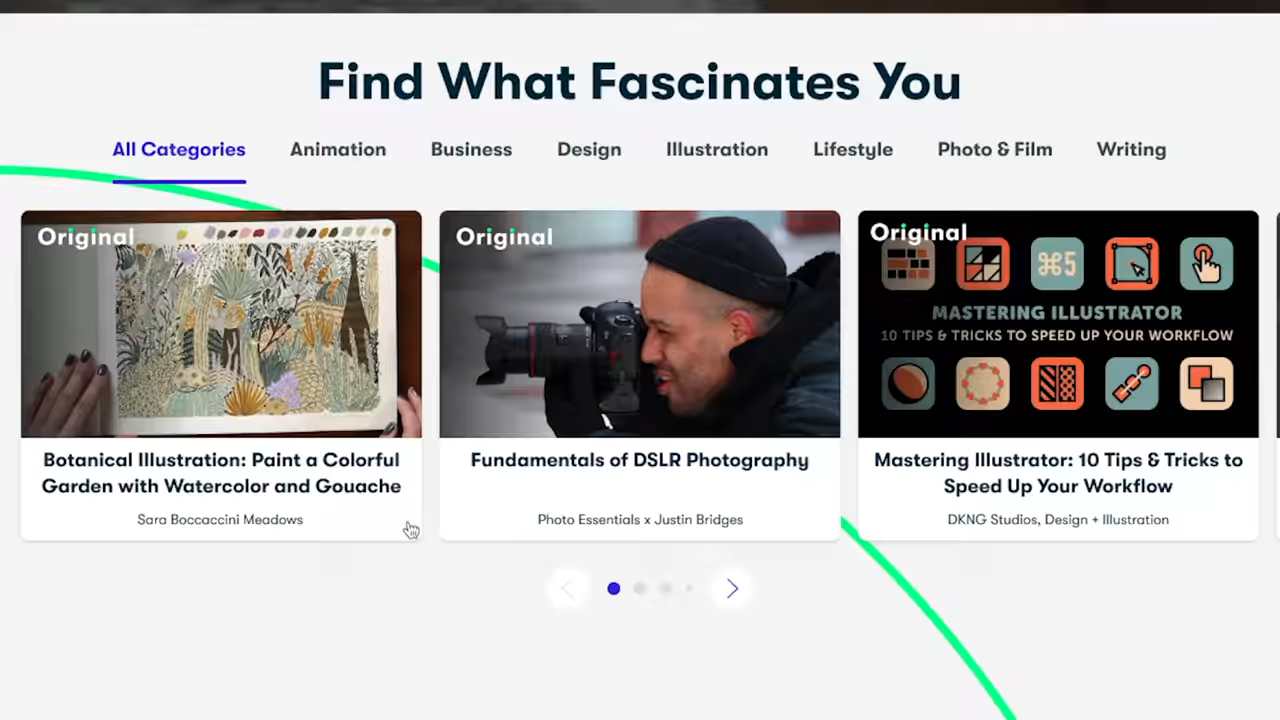 Find What Fascinates You
All Categories Animation Business Design Illustration Lifestyle Photo & Film Writing
Original
Original
Original
⌘5
MASTERING ILLUSTRATOR
10 TIPS & TRICKS TO SPEED UP YOUR WORKFLOW
Botanical Illustration: Paint a Colorful
Garden with Watercolor and Gouache
Sara Boccaccini Meadows
Fundamentals of DSLR Photography
Photo Essentials x Justin Bridges
Mastering Illustrator: 10 Tips & Tricks to
Speed Up Your Workflow
DKNG Studios, Design + Illustration